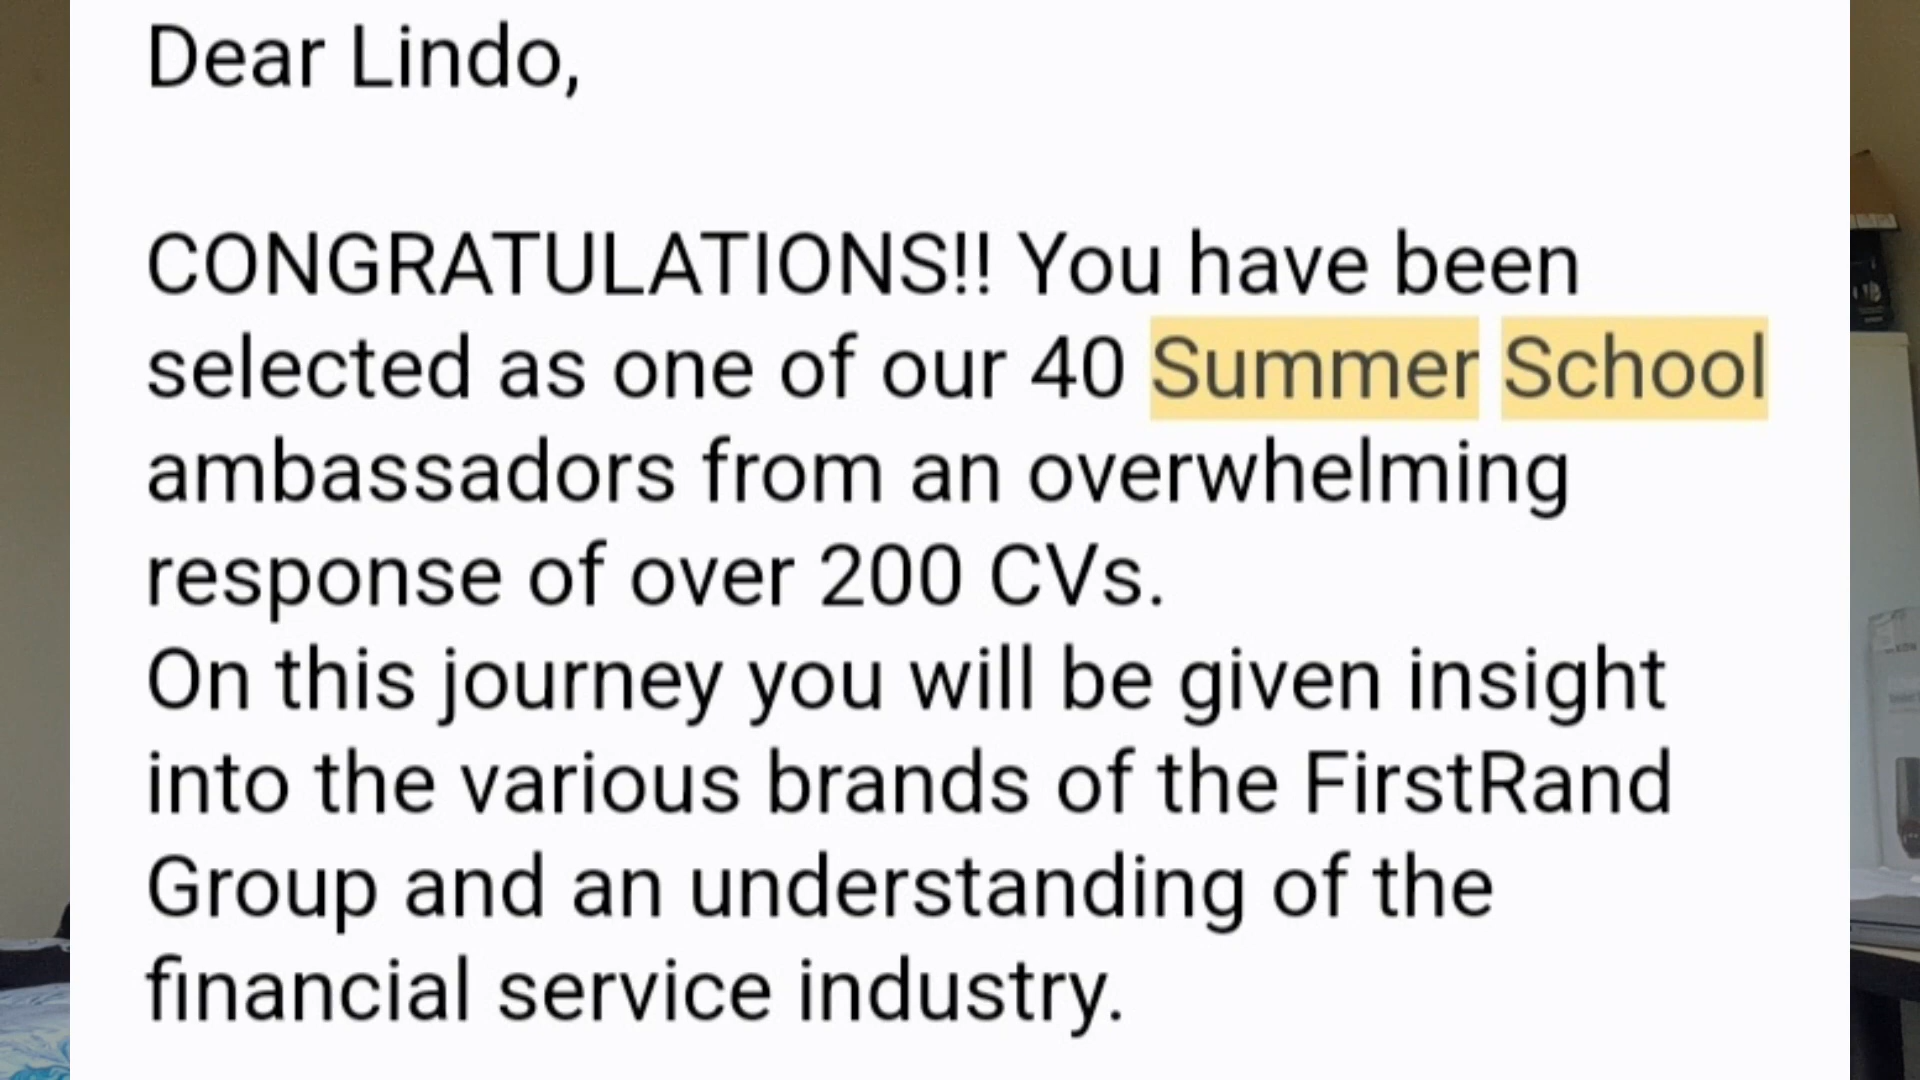 Dear Lindo,
CONGRATULATIONS!! You have been
selected as one of our 40 Summer School
ambassadors from an overwhelming
response of over 200 CVs.
On this journey you will be given insight
into the various brands of the FirstRand
Group and an understanding of the
financial service industry.